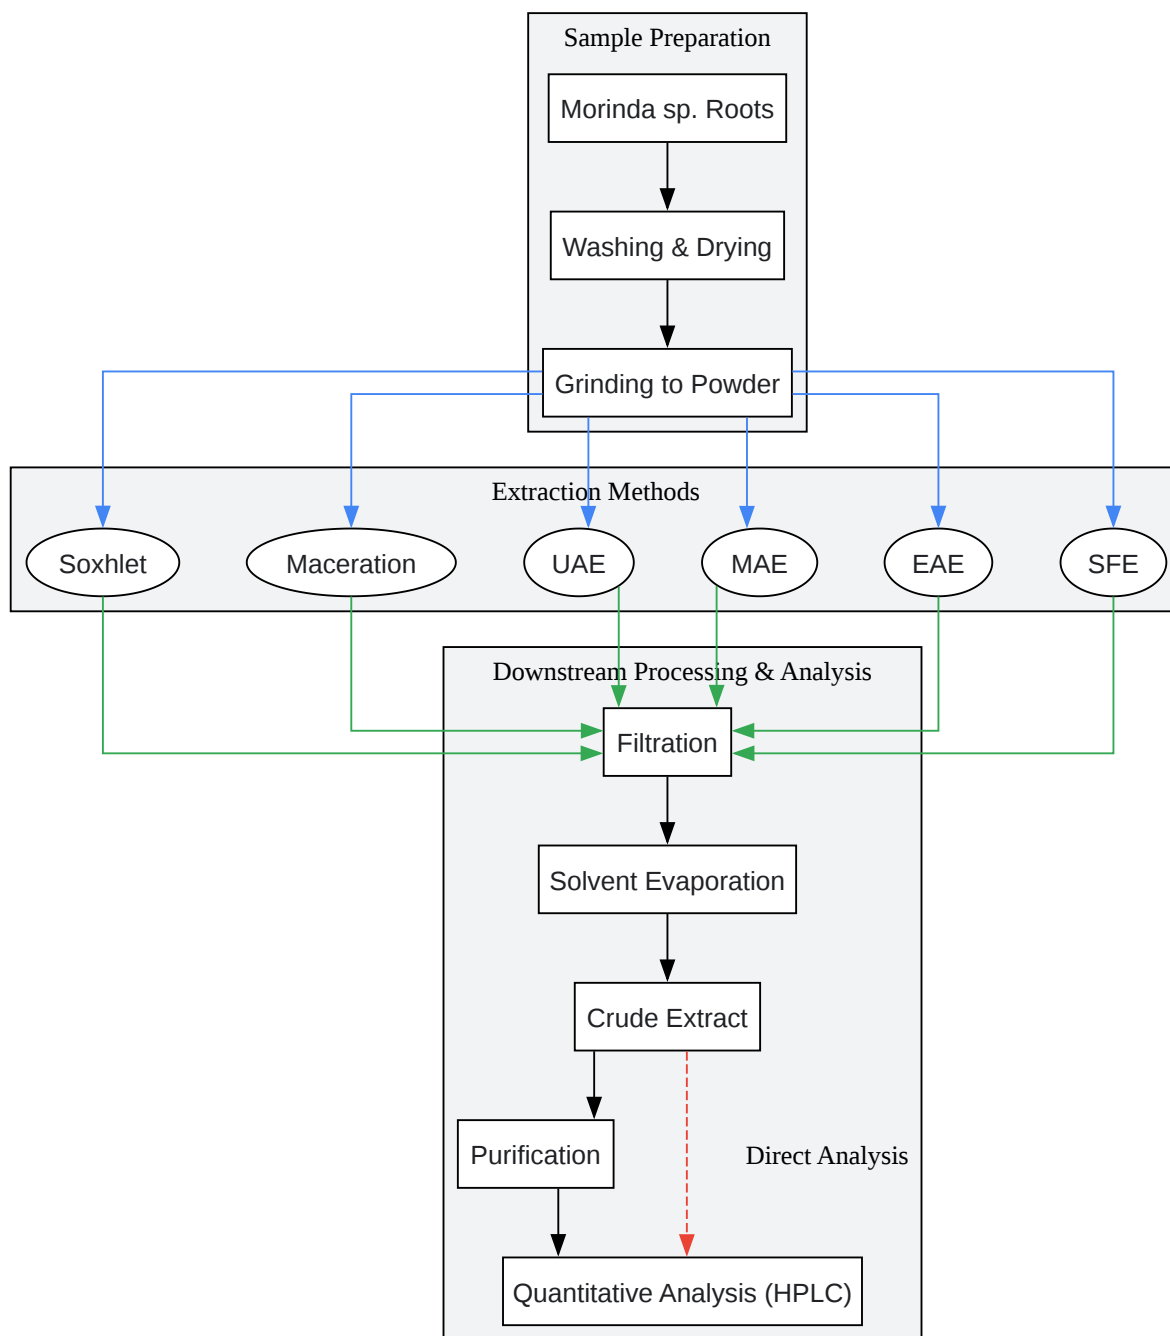 Sample Preparation
Morinda sp. Roots
Washing & Drying
Grinding to Powder
Extraction Methods
Soxhlet
Maceration
UAE
MAE
EAE
SFE
Downstream Processing & Analysis
Filtration
Solvent Evaporation
Crude Extract
Purification
Direct Analysis
Quantitative Analysis (HPLC)